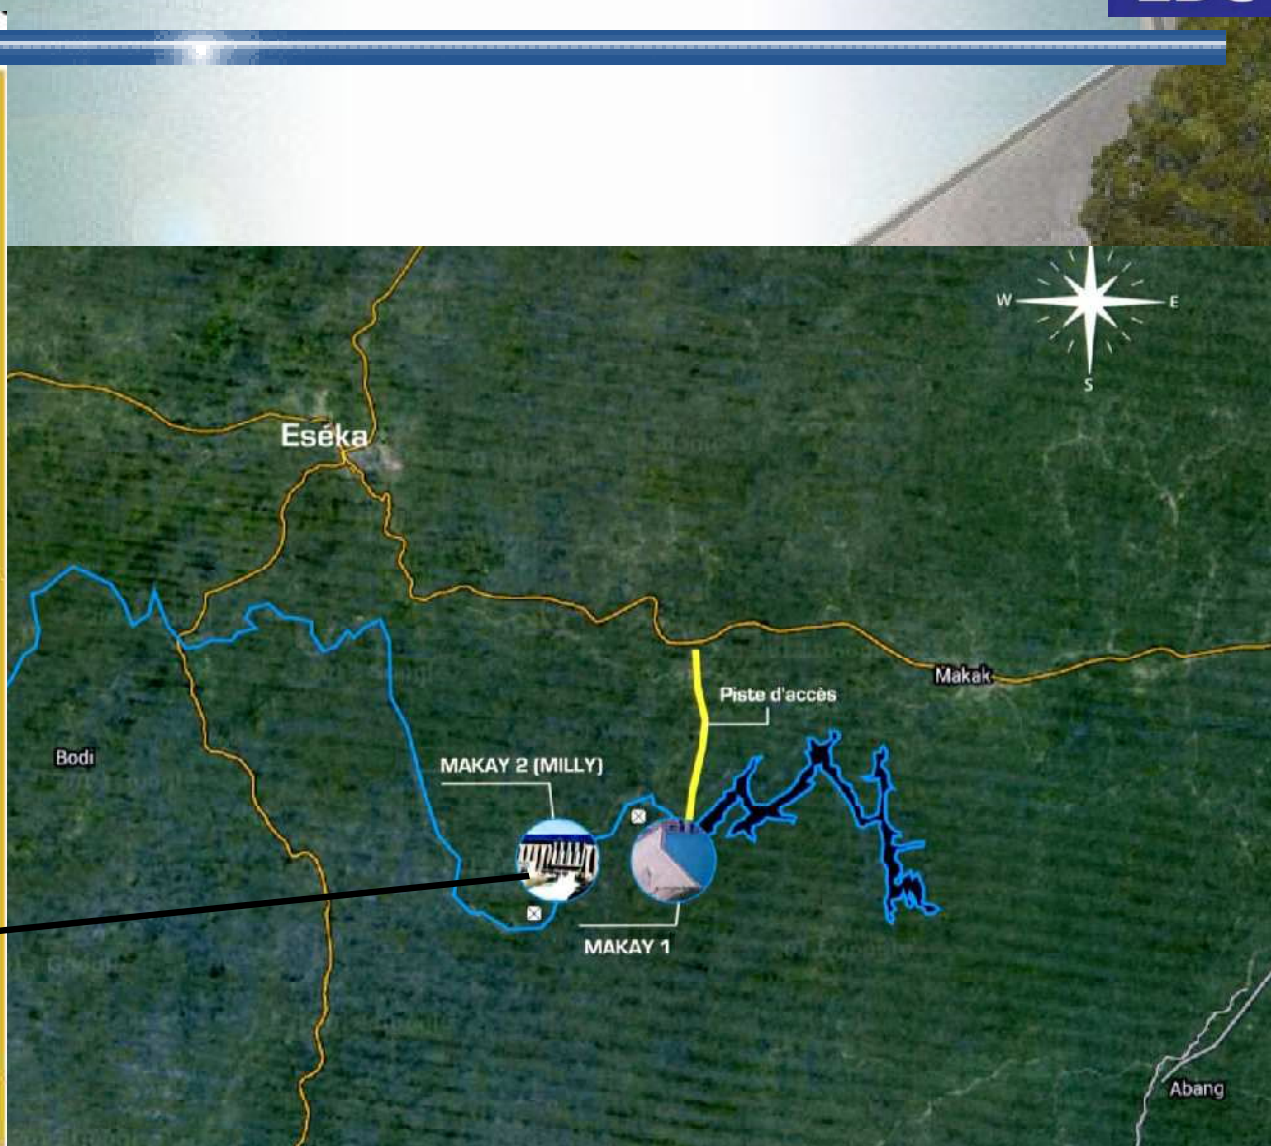 W
E
S
Eséka
Makak
Piste d'accès
Bodi
MAKAY 2 (MILLY)
MAKAY 1
Abang